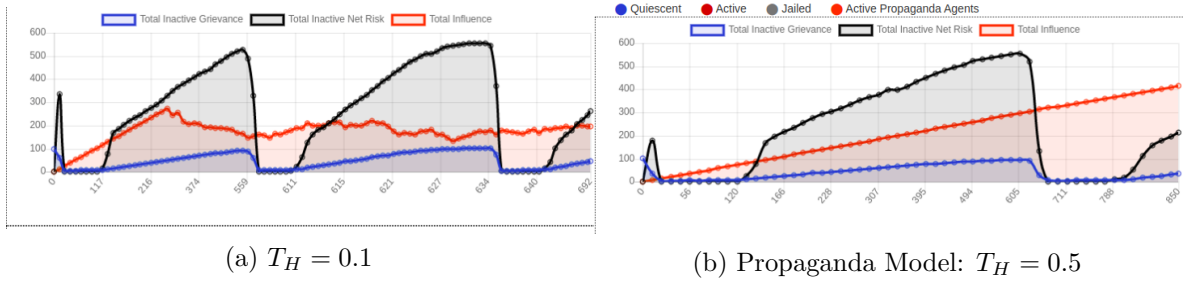 Total Inactive Grievance Total Inactive Net Risk Total Influence
600
500
400
300
200
100
0
0 117 216 374 559 611 615 621 627 634 640 692
(a) T_H = 0.1
Quiescent Active Jailed Active Propaganda Agents
Total Inactive Grievance Total Inactive Net Risk Total Influence
600
500
400
300
200
100
0
0 56 120 166 228 307 394 494 605 711 788 850
(b) Propaganda Model: T_H = 0.5